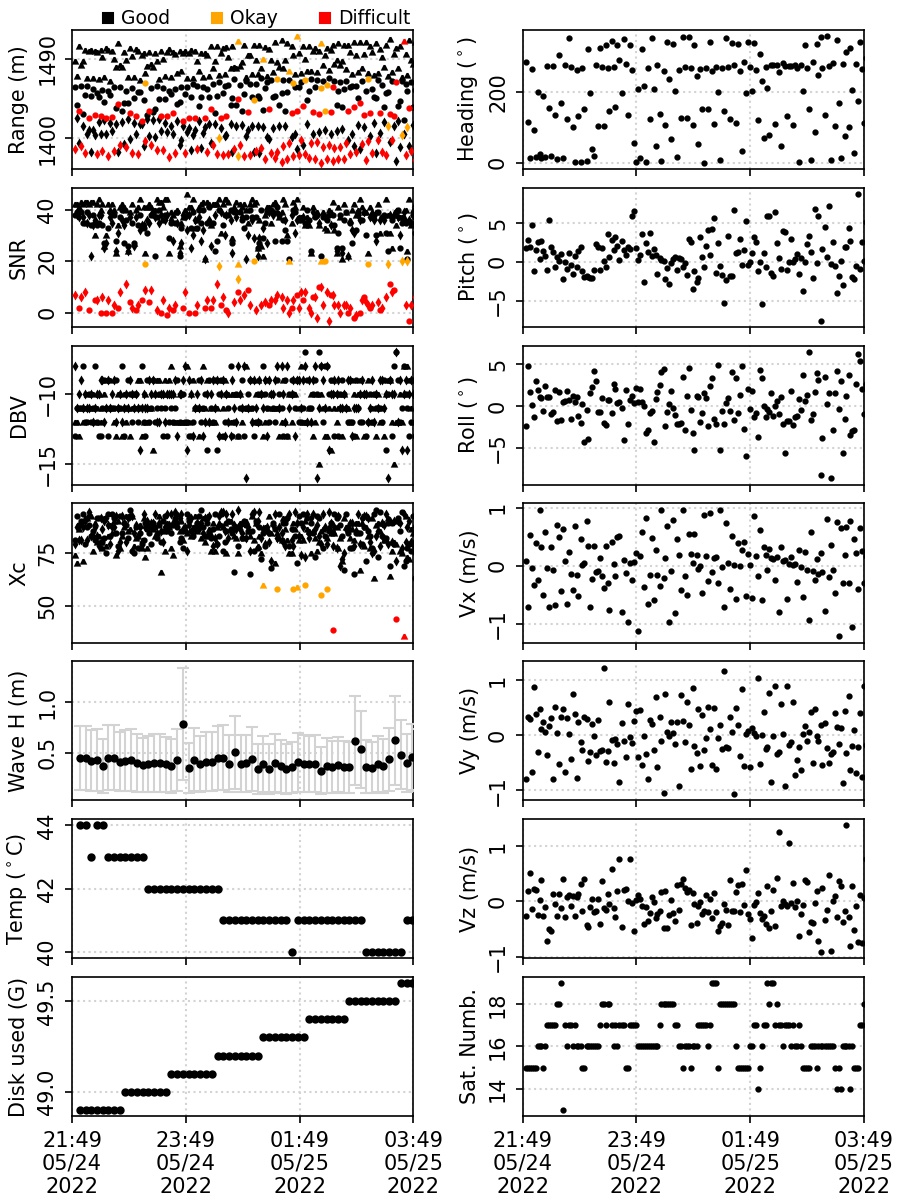 Good Okay Difficult
Range (m)
1490
1400
Heading (°)
200
0
SNR
40
20
0
Pitch (°)
5
0
−5
DBV
−10
−15
Roll (°)
5
0
−5
Xc
75
50
Vx (m/s)
1
0
−1
Wave H (m)
1.0
0.5
Vy (m/s)
1
0
−1
Temp (°C)
44
42
40
Vz (m/s)
1
0
−1
Disk used (G)
49.5
49.0
Sat. Numb.
18
16
14
21:49 23:49 01:49 03:49 21:49 23:49 01:49 03:49
05/24 05/24 05/25 05/25 05/24 05/24 05/25 05/25
2022 2022 2022 2022 2022 2022 2022 2022